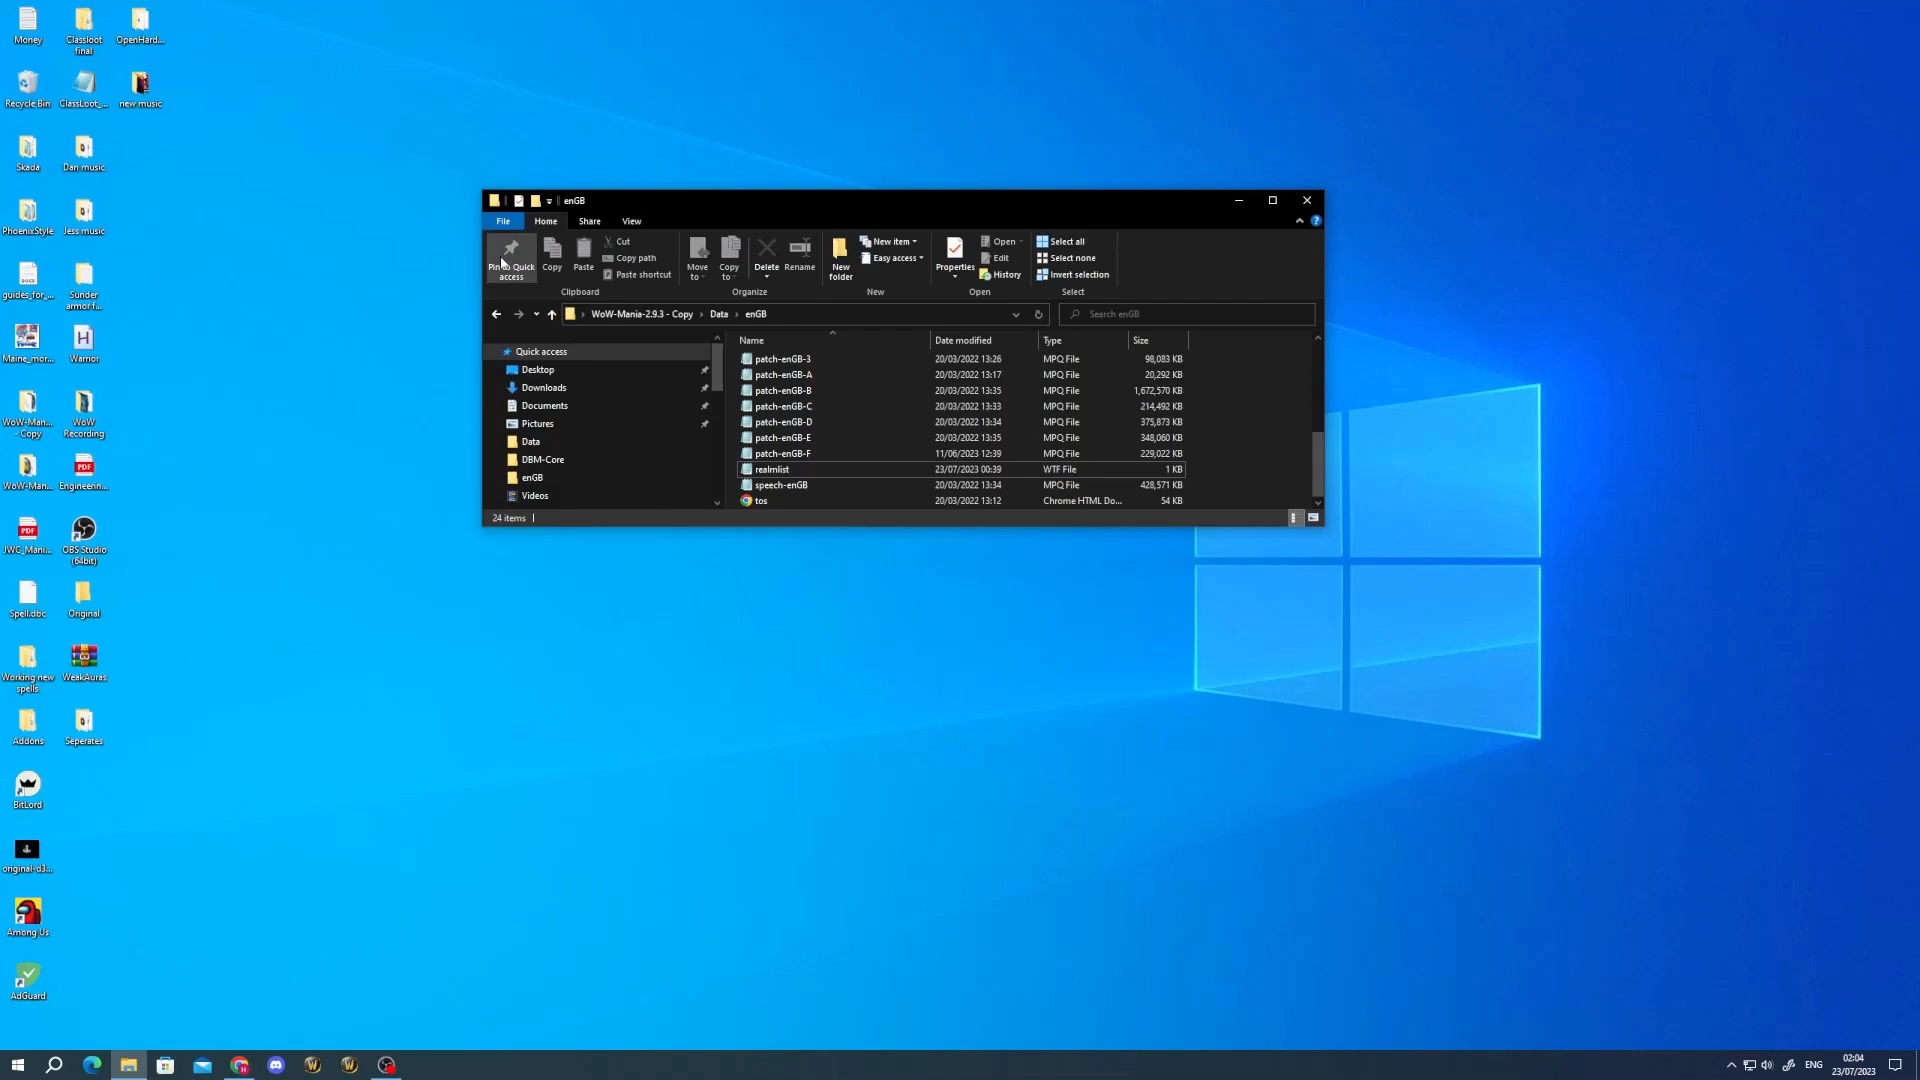 Money
Classloot
final
OpenHard...
Recycle Bin
ClassLoot_...
new music
Skada
Dan music
PhoenixStyle
Jess music
guides_for_...
Sunder
armor f...
Maine_mor...
Warrior
WoW-Man...
- Copy
WoW
Recording
WoW-Man...
Engineerin...
JWC_Mani...
OBS Studio
(64bit)
Spell.dbc
Original
Working new
spells
WeakAuras
Addons
Seperates
BitLord
original-d3...
Among Us
AdGuard
enGB
File
Home
Share
View
Pin to Quick
access
Copy
Paste
Cut
Copy path
Paste shortcut
Clipboard
Move
to
Copy
to
Delete
Rename
Organize
New
folder
New item
Easy access
New
Properties
Open
Edit
History
Open
Select all
Select none
Invert selection
Select
WoW-Mania-2.9.3 - Copy › Data › enGB
Search enGB
Quick access
Desktop
Downloads
Documents
Pictures
Data
DBM-Core
enGB
Videos
Name Date modified Type Size
patch-enGB-3 20/03/2022 13:26 MPQ File 98,083 KB
patch-enGB-A 20/03/2022 13:17 MPQ File 20,292 KB
patch-enGB-B 20/03/2022 13:35 MPQ File 1,672,570 KB
patch-enGB-C 20/03/2022 13:33 MPQ File 214,492 KB
patch-enGB-D 20/03/2022 13:34 MPQ File 375,873 KB
patch-enGB-E 20/03/2022 13:35 MPQ File 348,060 KB
patch-enGB-F 11/06/2023 12:39 MPQ File 229,022 KB
realmlist 23/07/2023 00:39 WTF File 1 KB
speech-enGB 20/03/2022 13:34 MPQ File 428,571 KB
tos 20/03/2022 13:12 Chrome HTML Do... 54 KB
24 items
ENG
02:04
23/07/2023